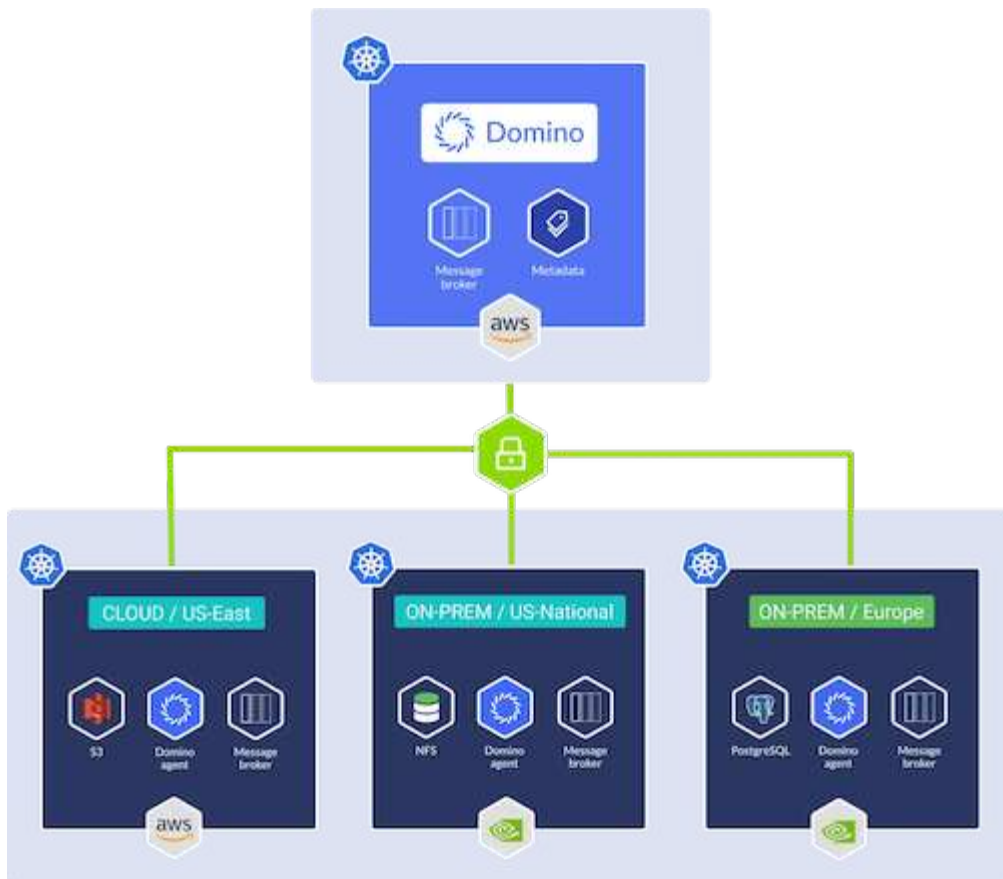 Domino
Message
broker
Metadata
aws
CLOUD / US-East
S3
Domino
agent
Message
broker
aws
ON-PREM / US-National
NFS
Domino
agent
Message
broker
ON-PREM / Europe
PostgreSQL
Domino
agent
Message
broker